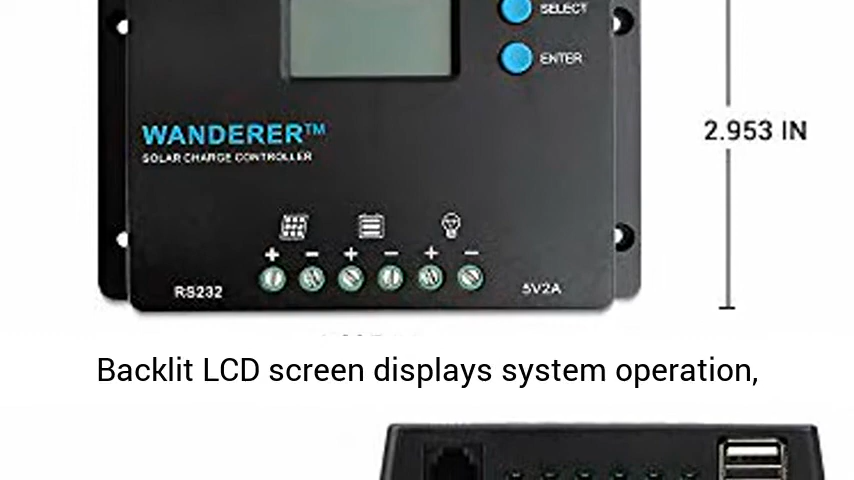 SELECT
ENTER
2.953 IN
WANDERER™
SOLAR CHARGE CONTROLLER
+ − + − + −
RS232
5V2A
Backlit LCD screen displays system operation,